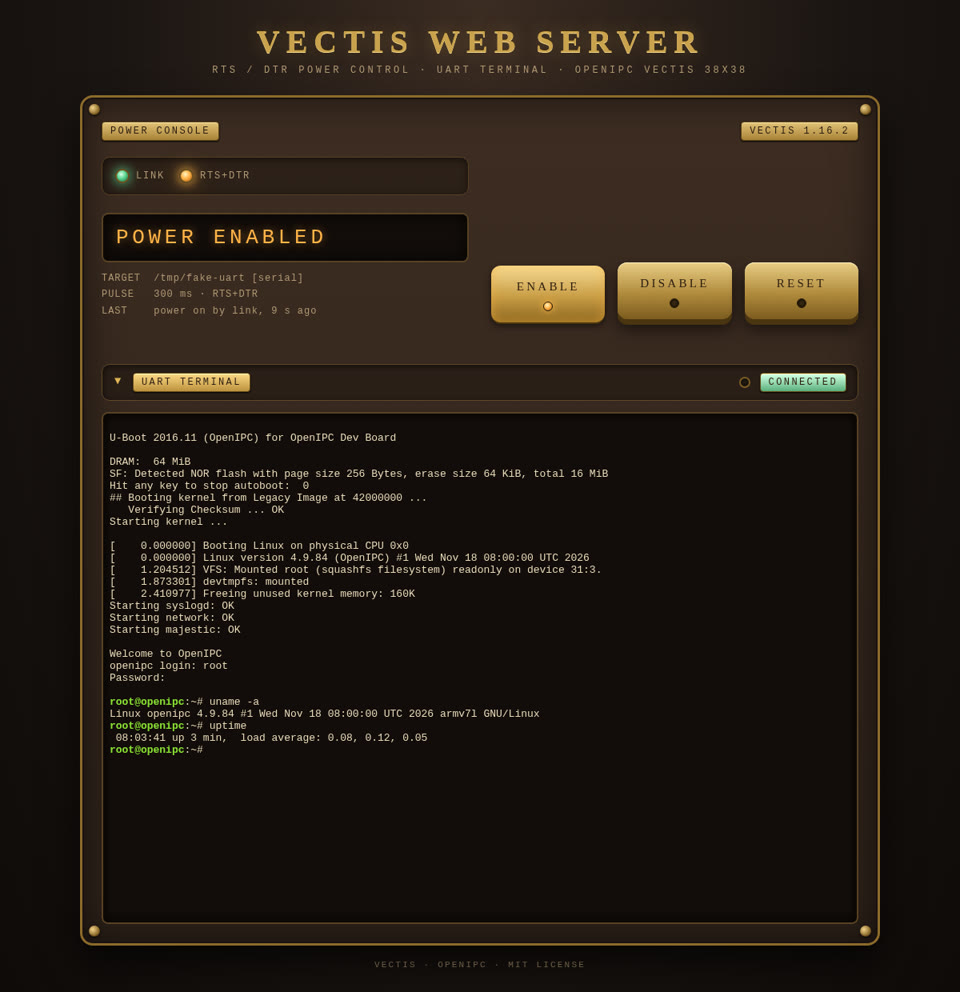 VECTIS WEB SERVER
RTS / DTR POWER CONTROL · UART TERMINAL · OPENIPC VECTIS 38X38
POWER CONSOLE
VECTIS 1.16.2
LINK RTS+DTR
POWER ENABLED
TARGET /tmp/fake-uart [serial]
PULSE 300 ms · RTS+DTR
LAST power on by link, 9 s ago
ENABLE
DISABLE
RESET
▼ UART TERMINAL
CONNECTED
U-Boot 2016.11 (OpenIPC) for OpenIPC Dev Board
DRAM:  64 MiB
SF: Detected NOR flash with page size 256 Bytes, erase size 64 KiB, total 16 MiB
Hit any key to stop autoboot:  0
## Booting kernel from Legacy Image at 42000000 ...
   Verifying Checksum ... OK
Starting kernel ...
[    0.000000] Booting Linux on physical CPU 0x0
[    0.000000] Linux version 4.9.84 (OpenIPC) #1 Wed Nov 18 08:00:00 UTC 2026
[    1.204512] VFS: Mounted root (squashfs filesystem) readonly on device 31:3.
[    1.873301] devtmpfs: mounted
[    2.410977] Freeing unused kernel memory: 160K
Starting syslogd: OK
Starting network: OK
Starting majestic: OK
Welcome to OpenIPC
openipc login: root
Password:
root@openipc:~# uname -a
Linux openipc 4.9.84 #1 Wed Nov 18 08:00:00 UTC 2026 armv7l GNU/Linux
root@openipc:~# uptime
 08:03:41 up 3 min,  load average: 0.08, 0.12, 0.05
root@openipc:~#
VECTIS · OPENIPC · MIT LICENSE